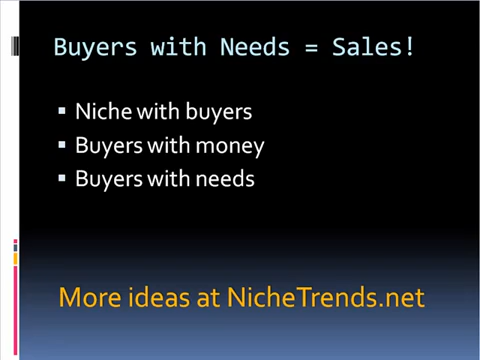 Buyers with Needs = Sales!
Niche with buyers
Buyers with money
Buyers with needs
More ideas at NicheTrends.net